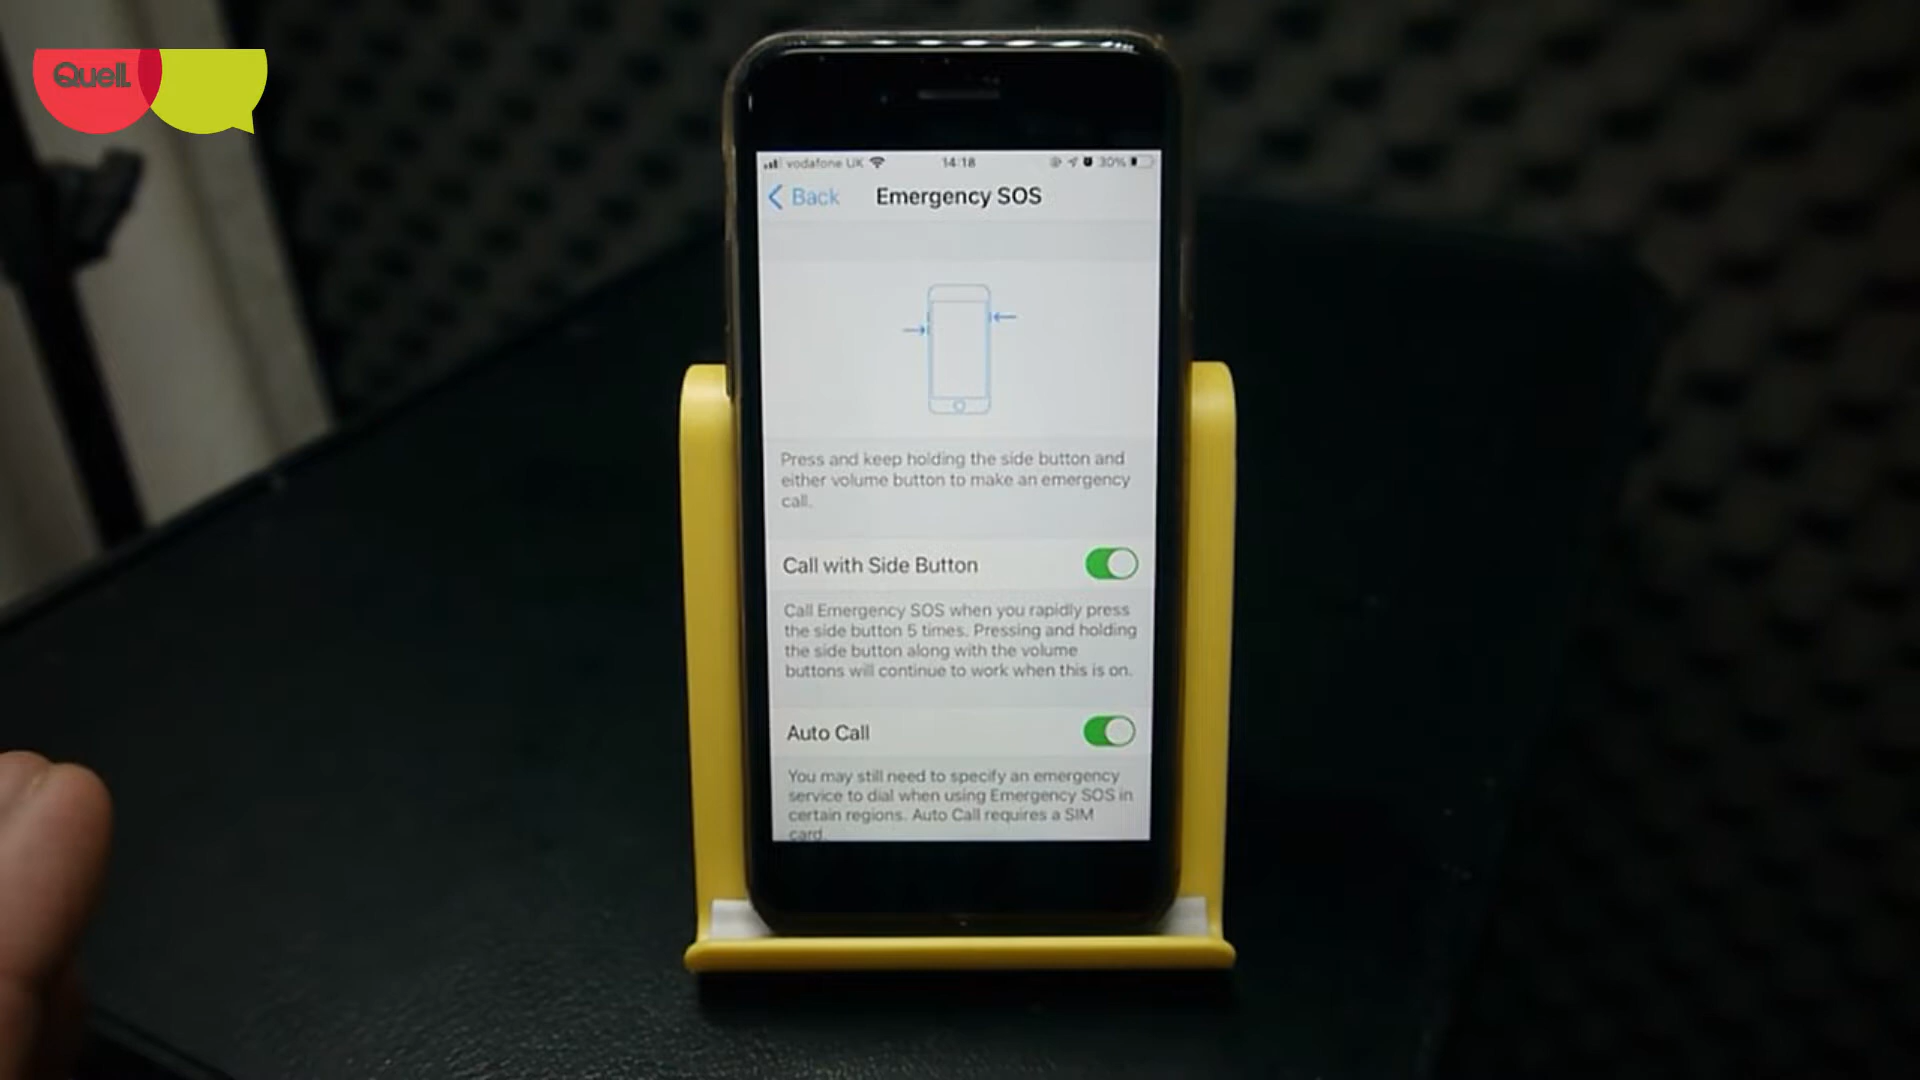 Quell.
vodafone UK 14:18 30%
Back Emergency SOS
Press and keep holding the side button and
either volume button to make an emergency
call.
Call with Side Button
Call Emergency SOS when you rapidly press
the side button 5 times. Pressing and holding
the side button along with the volume
buttons will continue to work when this is on.
Auto Call
You may still need to specify an emergency
service to dial when using Emergency SOS in
certain regions. Auto Call requires a SIM
card.